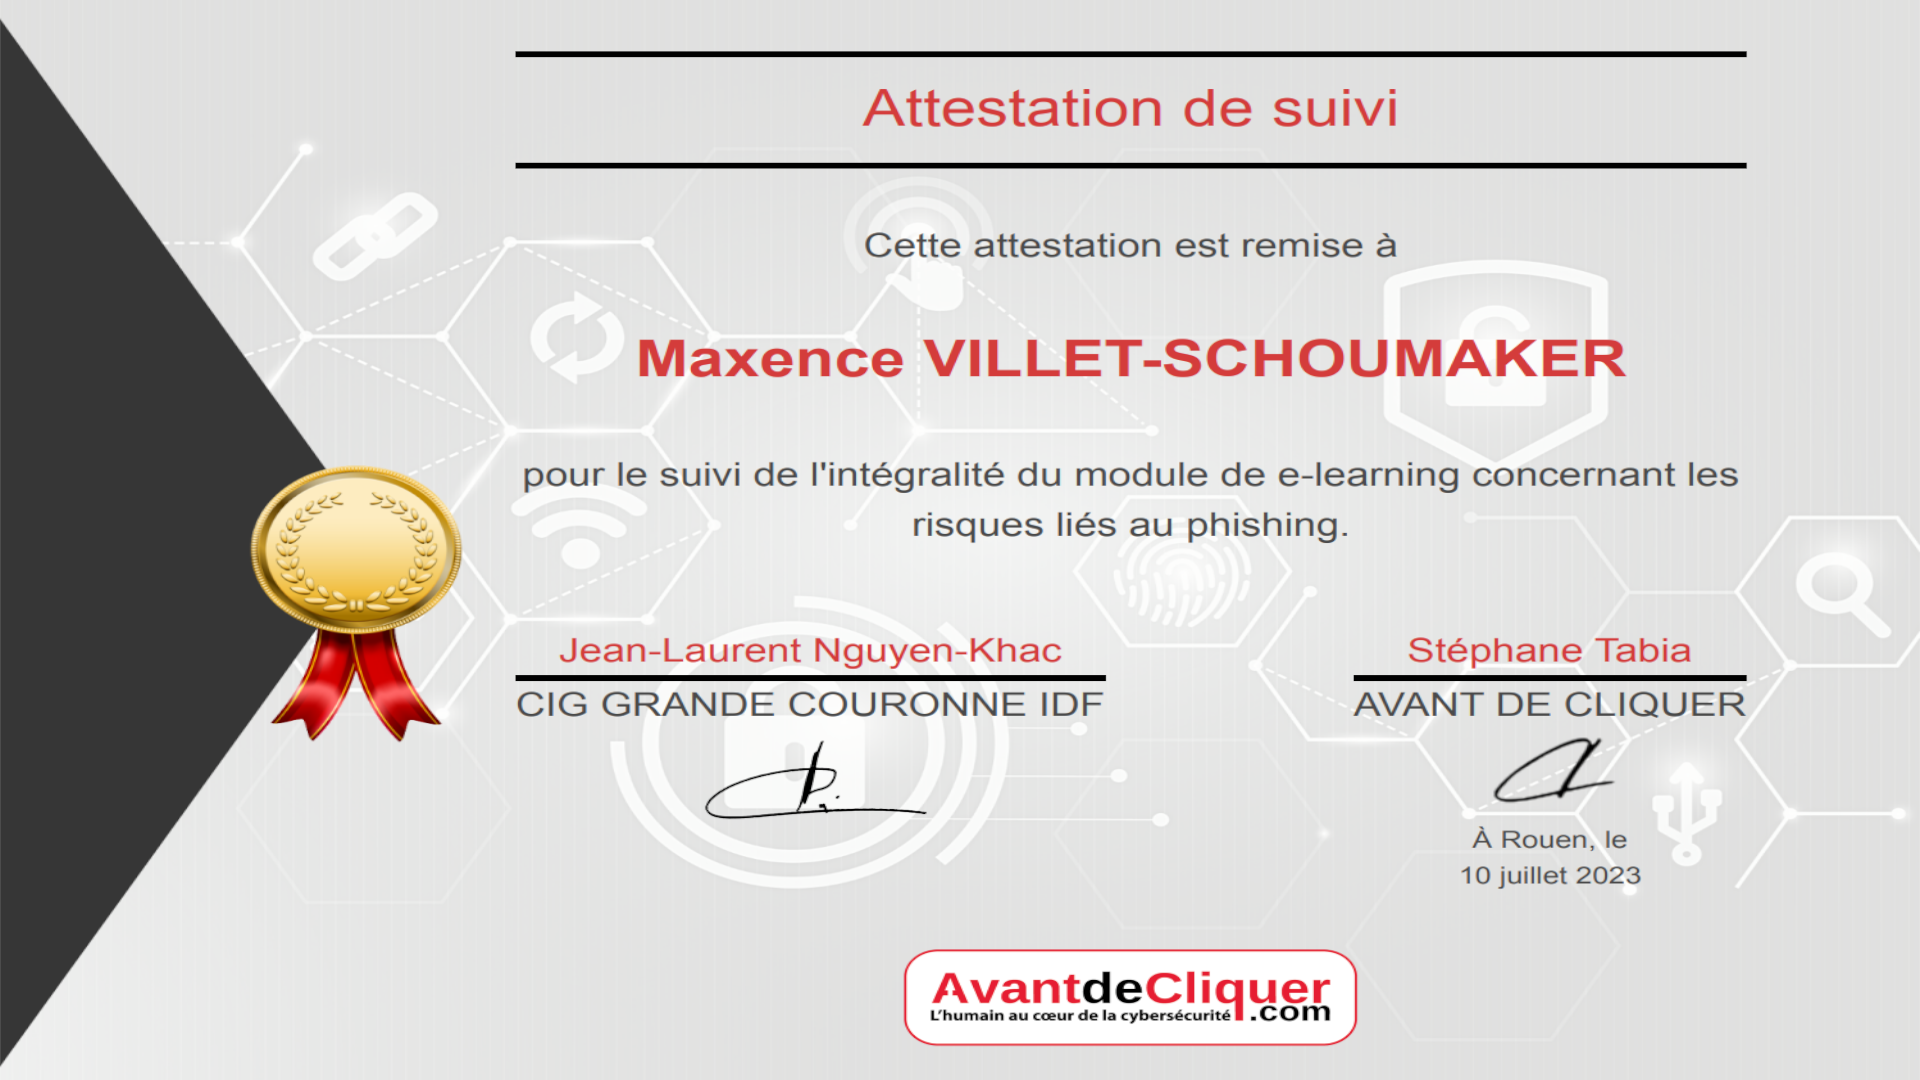 Attestation de suivi
Cette attestation est remise à
Maxence VILLET-SCHOUMAKER
pour le suivi de l'intégralité du module de e-learning concernant les
risques liés au phishing.
Jean-Laurent Nguyen-Khac
CIG GRANDE COURONNE IDF
Stéphane Tabia
AVANT DE CLIQUER
À Rouen, le
10 juillet 2023
AvantdeCliquer
L'humain au cœur de la cybersécurité .com